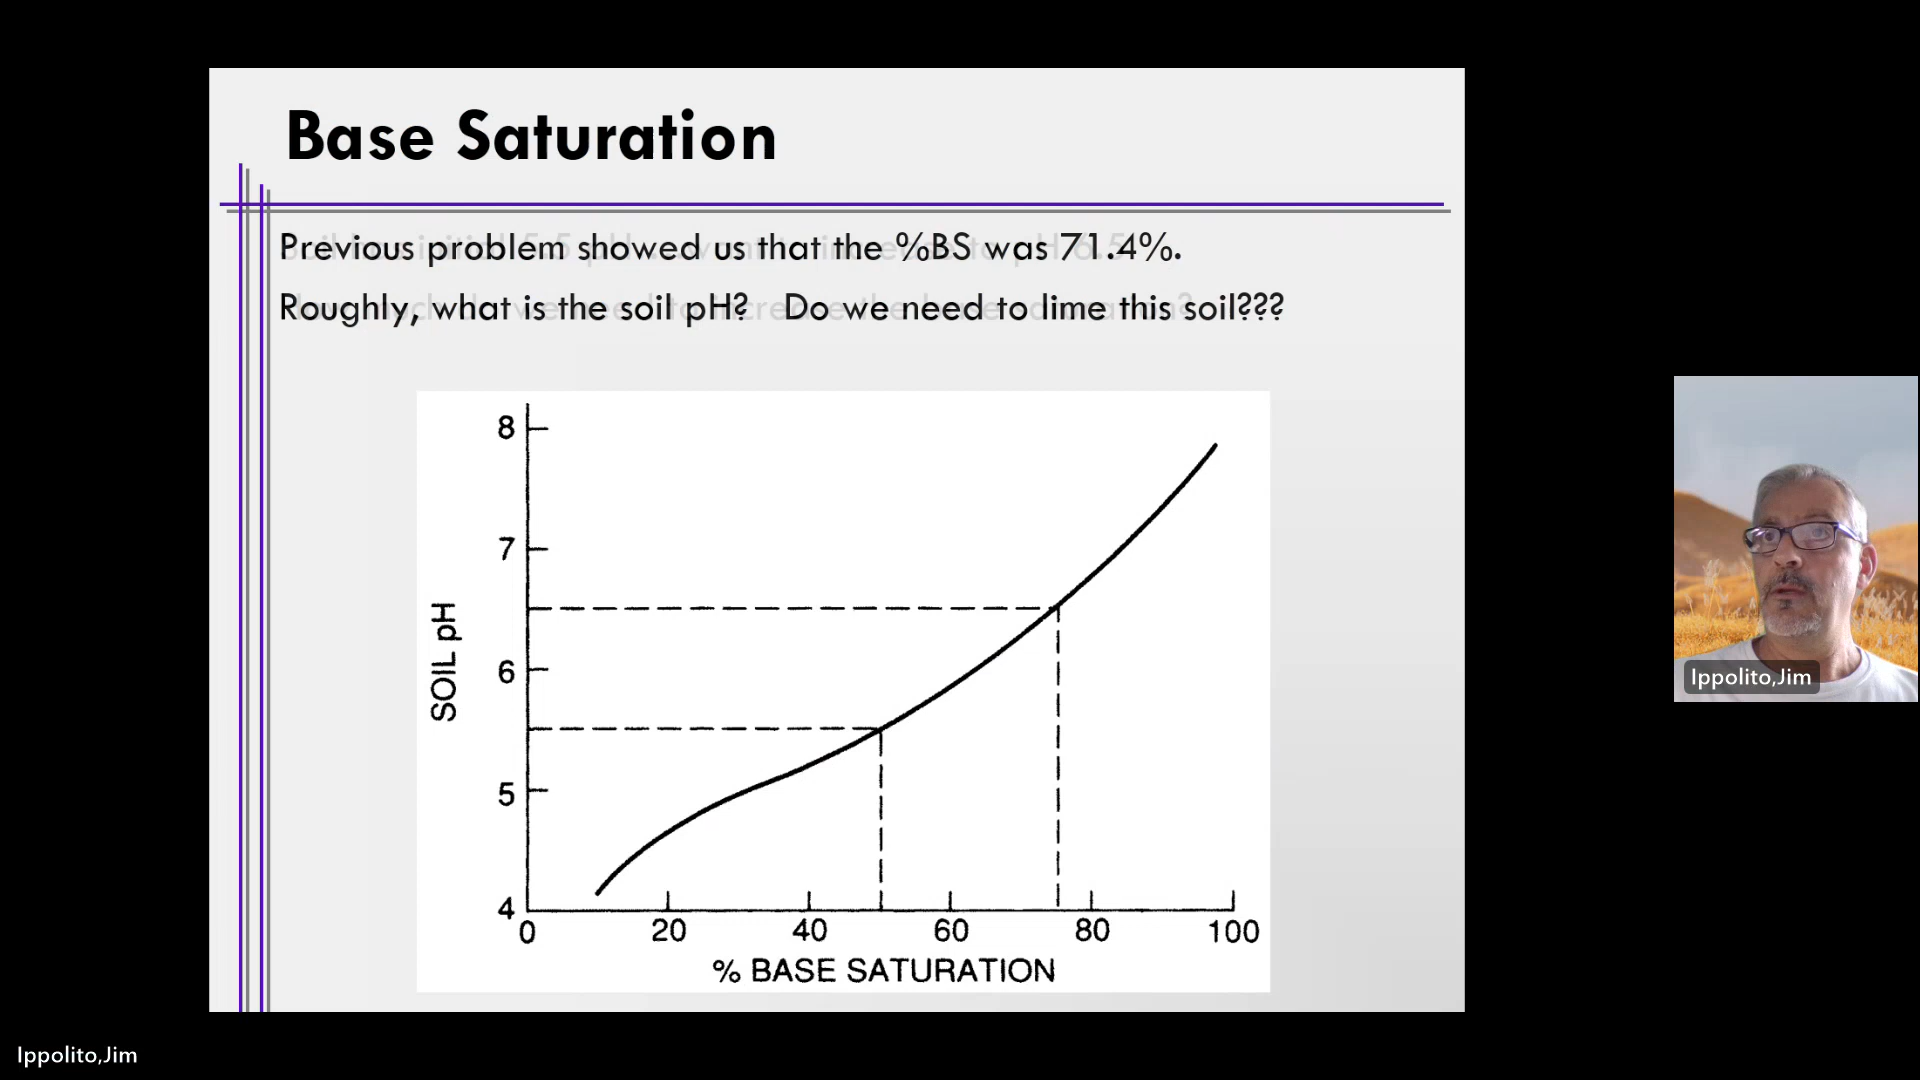 Base Saturation
Previous problem showed us that the %BS was 71.4%.
Roughly, what is the soil pH? Do we need to lime this soil???
8
7
6
5
4
SOIL pH
0 20 40 60 80 100
% BASE SATURATION
Ippolito,Jim
Ippolito,Jim